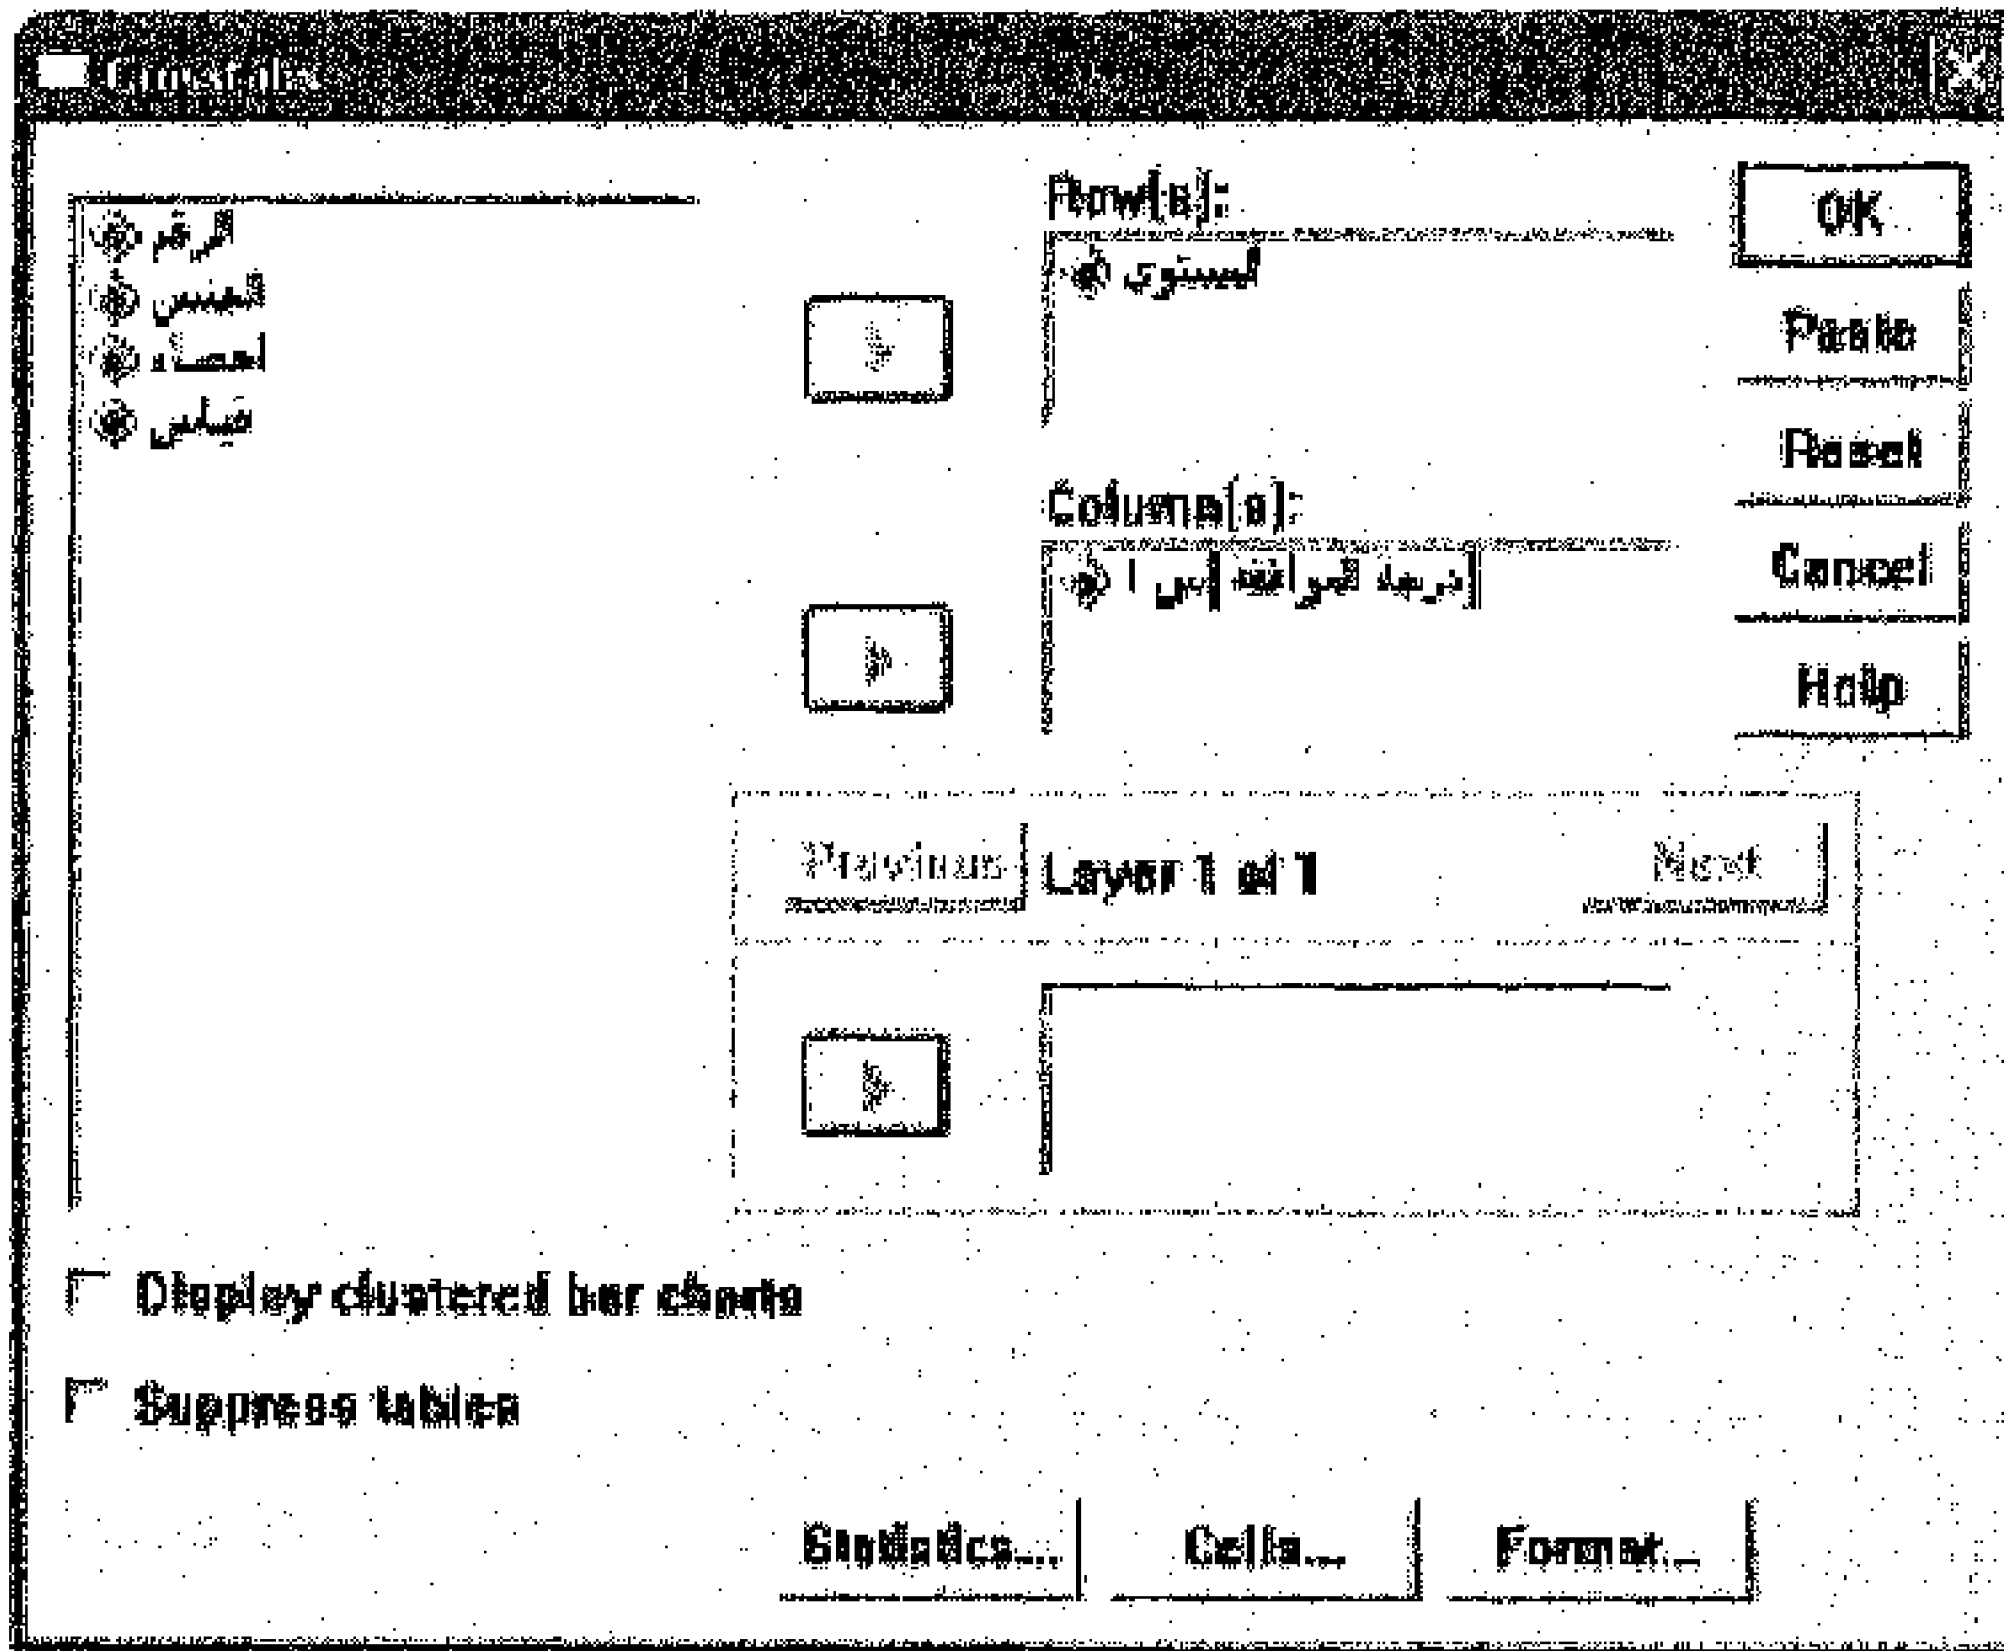 Crosstabs
الرقم
الجنس
Row(s):
المستوى
Column(s):
OK
Paste
Reset
Cancel
Help
Previous
Layer 1 of 1
Next
Display clustered bar charts
Suppress tables
Statistics...
Cells...
Format...